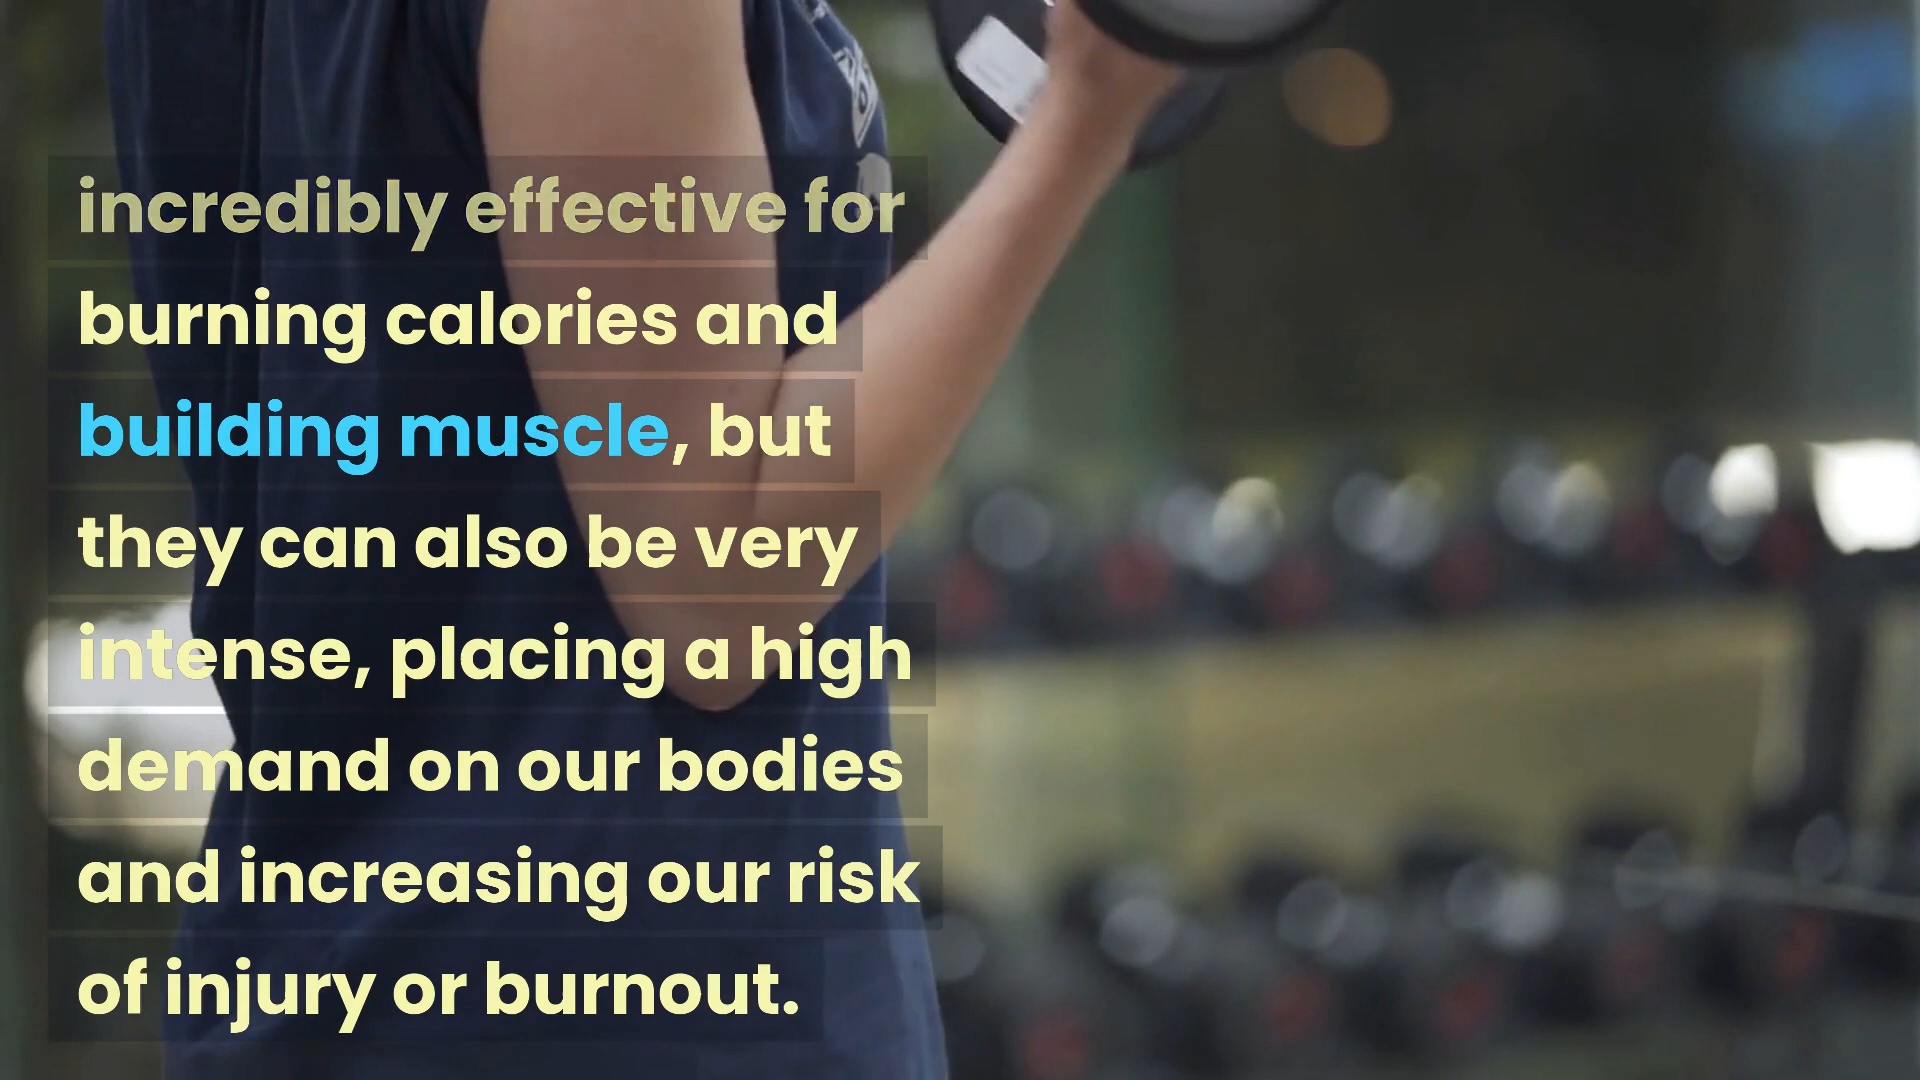 incredibly effective for
burning calories and
building muscle, but
they can also be very
intense, placing a high
demand on our bodies
and increasing our risk
of injury or burnout.